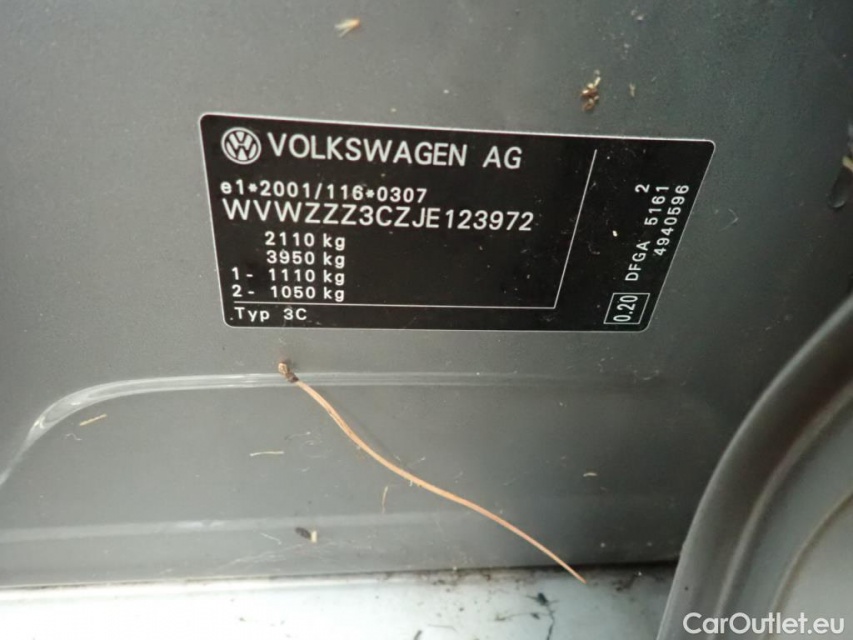 VOLKSWAGEN AG
e1*2001/116*0307
WVWZZZ3CZJE123972
2110 kg
3950 kg
1- 1110 kg
2- 1050 kg
Typ 3C
2
DFGA 5161
4940596
0.20
CarOutlet.eu